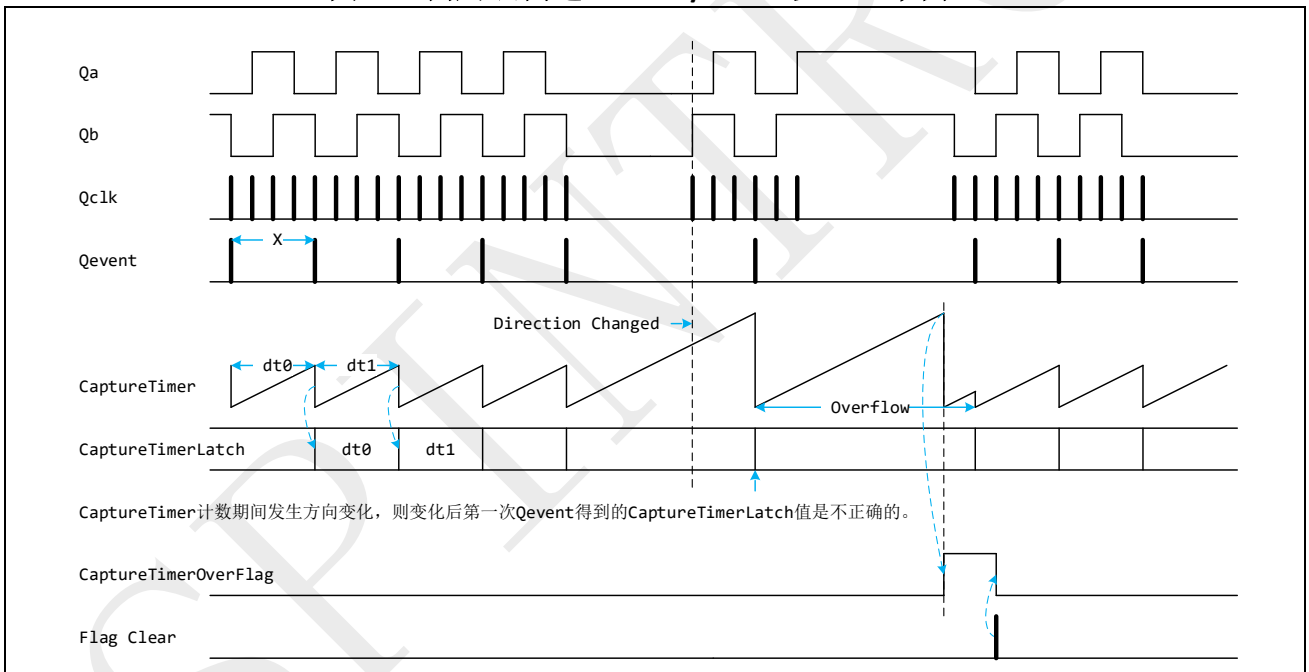 Qa
Qb
Qclk
X
Qevent
Direction Changed
dt0 dt1
CaptureTimer
Overflow
CaptureTimerLatch dt0 dt1
CaptureTimer计数期间发生方向变化，则变化后第一次Qevent得到的CaptureTimerLatch值是不正确的。
CaptureTimerOverFlag
Flag Clear